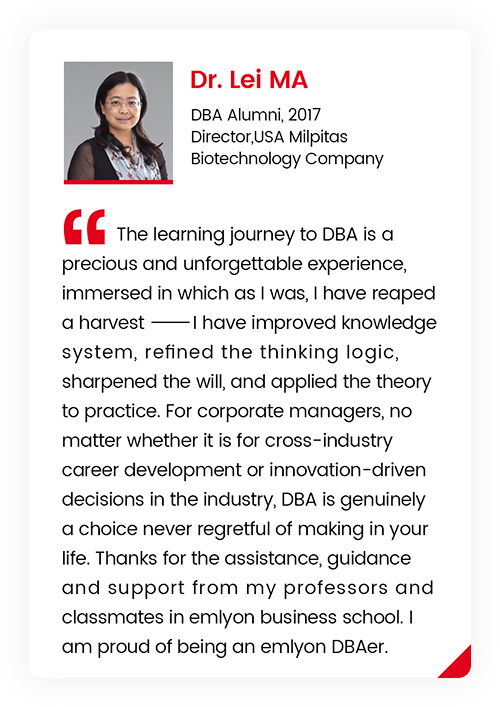 Dr. Lei MA
DBA Alumni, 2017
Director,USA Milpitas
Biotechnology Company
“ The learning journey to DBA is a
precious and unforgettable experience,
immersed in which as I was, I have reaped
a harvest ——I have improved knowledge
system, refined the thinking logic,
sharpened the will, and applied the theory
to practice. For corporate managers, no
matter whether it is for cross-industry
career development or innovation-driven
decisions in the industry, DBA is genuinely
a choice never regretful of making in your
life. Thanks for the assistance, guidance
and support from my professors and
classmates in emlyon business school. I
am proud of being an emlyon DBAer.